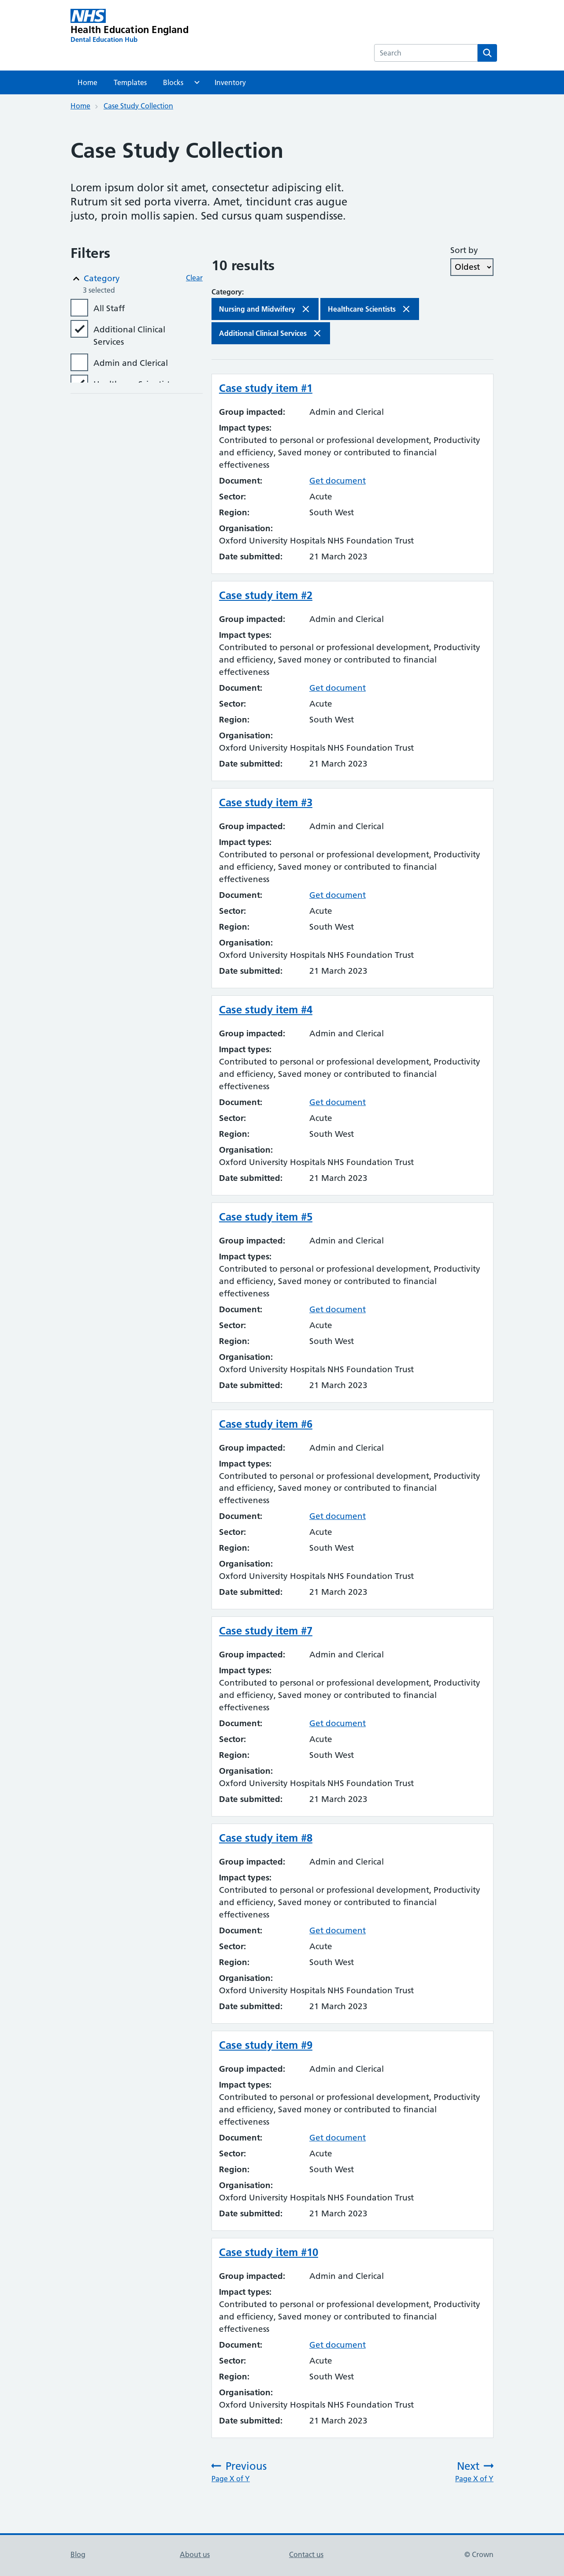 NHS
Health Education England
Dental Education Hub
Search
Home Templates Blocks Inventory
Home Case Study Collection
Case Study Collection
Lorem ipsum dolor sit amet, consectetur adipiscing elit.
Rutrum sit sed porta viverra. Amet, tincidunt cras augue
justo, proin mollis sapien. Sed cursus quam suspendisse.
Filters
Category Clear
3 selected
All Staff
Additional Clinical
Services
Admin and Clerical
10 results
Sort by
Oldest
Category:
Nursing and Midwifery Healthcare Scientists
Additional Clinical Services
Case study item #1
Group impacted: Admin and Clerical
Impact types:
Contributed to personal or professional development, Productivity
and efficiency, Saved money or contributed to financial
effectiveness
Document: Get document
Sector: Acute
Region: South West
Organisation:
Oxford University Hospitals NHS Foundation Trust
Date submitted: 21 March 2023
Case study item #2
Group impacted: Admin and Clerical
Impact types:
Contributed to personal or professional development, Productivity
and efficiency, Saved money or contributed to financial
effectiveness
Document: Get document
Sector: Acute
Region: South West
Organisation:
Oxford University Hospitals NHS Foundation Trust
Date submitted: 21 March 2023
Case study item #3
Group impacted: Admin and Clerical
Impact types:
Contributed to personal or professional development, Productivity
and efficiency, Saved money or contributed to financial
effectiveness
Document: Get document
Sector: Acute
Region: South West
Organisation:
Oxford University Hospitals NHS Foundation Trust
Date submitted: 21 March 2023
Case study item #4
Group impacted: Admin and Clerical
Impact types:
Contributed to personal or professional development, Productivity
and efficiency, Saved money or contributed to financial
effectiveness
Document: Get document
Sector: Acute
Region: South West
Organisation:
Oxford University Hospitals NHS Foundation Trust
Date submitted: 21 March 2023
Case study item #5
Group impacted: Admin and Clerical
Impact types:
Contributed to personal or professional development, Productivity
and efficiency, Saved money or contributed to financial
effectiveness
Document: Get document
Sector: Acute
Region: South West
Organisation:
Oxford University Hospitals NHS Foundation Trust
Date submitted: 21 March 2023
Case study item #6
Group impacted: Admin and Clerical
Impact types:
Contributed to personal or professional development, Productivity
and efficiency, Saved money or contributed to financial
effectiveness
Document: Get document
Sector: Acute
Region: South West
Organisation:
Oxford University Hospitals NHS Foundation Trust
Date submitted: 21 March 2023
Case study item #7
Group impacted: Admin and Clerical
Impact types:
Contributed to personal or professional development, Productivity
and efficiency, Saved money or contributed to financial
effectiveness
Document: Get document
Sector: Acute
Region: South West
Organisation:
Oxford University Hospitals NHS Foundation Trust
Date submitted: 21 March 2023
Case study item #8
Group impacted: Admin and Clerical
Impact types:
Contributed to personal or professional development, Productivity
and efficiency, Saved money or contributed to financial
effectiveness
Document: Get document
Sector: Acute
Region: South West
Organisation:
Oxford University Hospitals NHS Foundation Trust
Date submitted: 21 March 2023
Case study item #9
Group impacted: Admin and Clerical
Impact types:
Contributed to personal or professional development, Productivity
and efficiency, Saved money or contributed to financial
effectiveness
Document: Get document
Sector: Acute
Region: South West
Organisation:
Oxford University Hospitals NHS Foundation Trust
Date submitted: 21 March 2023
Case study item #10
Group impacted: Admin and Clerical
Impact types:
Contributed to personal or professional development, Productivity
and efficiency, Saved money or contributed to financial
effectiveness
Document: Get document
Sector: Acute
Region: South West
Organisation:
Oxford University Hospitals NHS Foundation Trust
Date submitted: 21 March 2023
Previous Next
Page X of Y Page X of Y
Blog About us Contact us © Crown